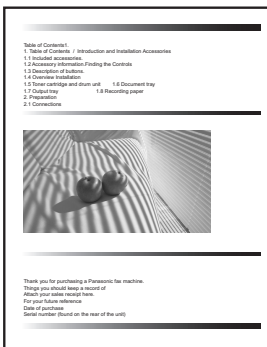 Table of Contents1.
1. Table of Contents / Introduction and Installation Accessories
1.1 Included accessories.
1.2 Accessory information.Finding the Controls
1.3 Description of buttons.
1.4 Overview Installation
1.5 Toner cartridge and drum unit 1.6 Document tray
1.7 Output tray 1.8 Recording paper
2. Preparation
2.1 Connections
Thank you for purchasing a Panasonic fax machine.
Things you should keep a record of
Attach your sales receipt here.
For your future reference
Date of purchase
Serial number (found on the rear of the unit)